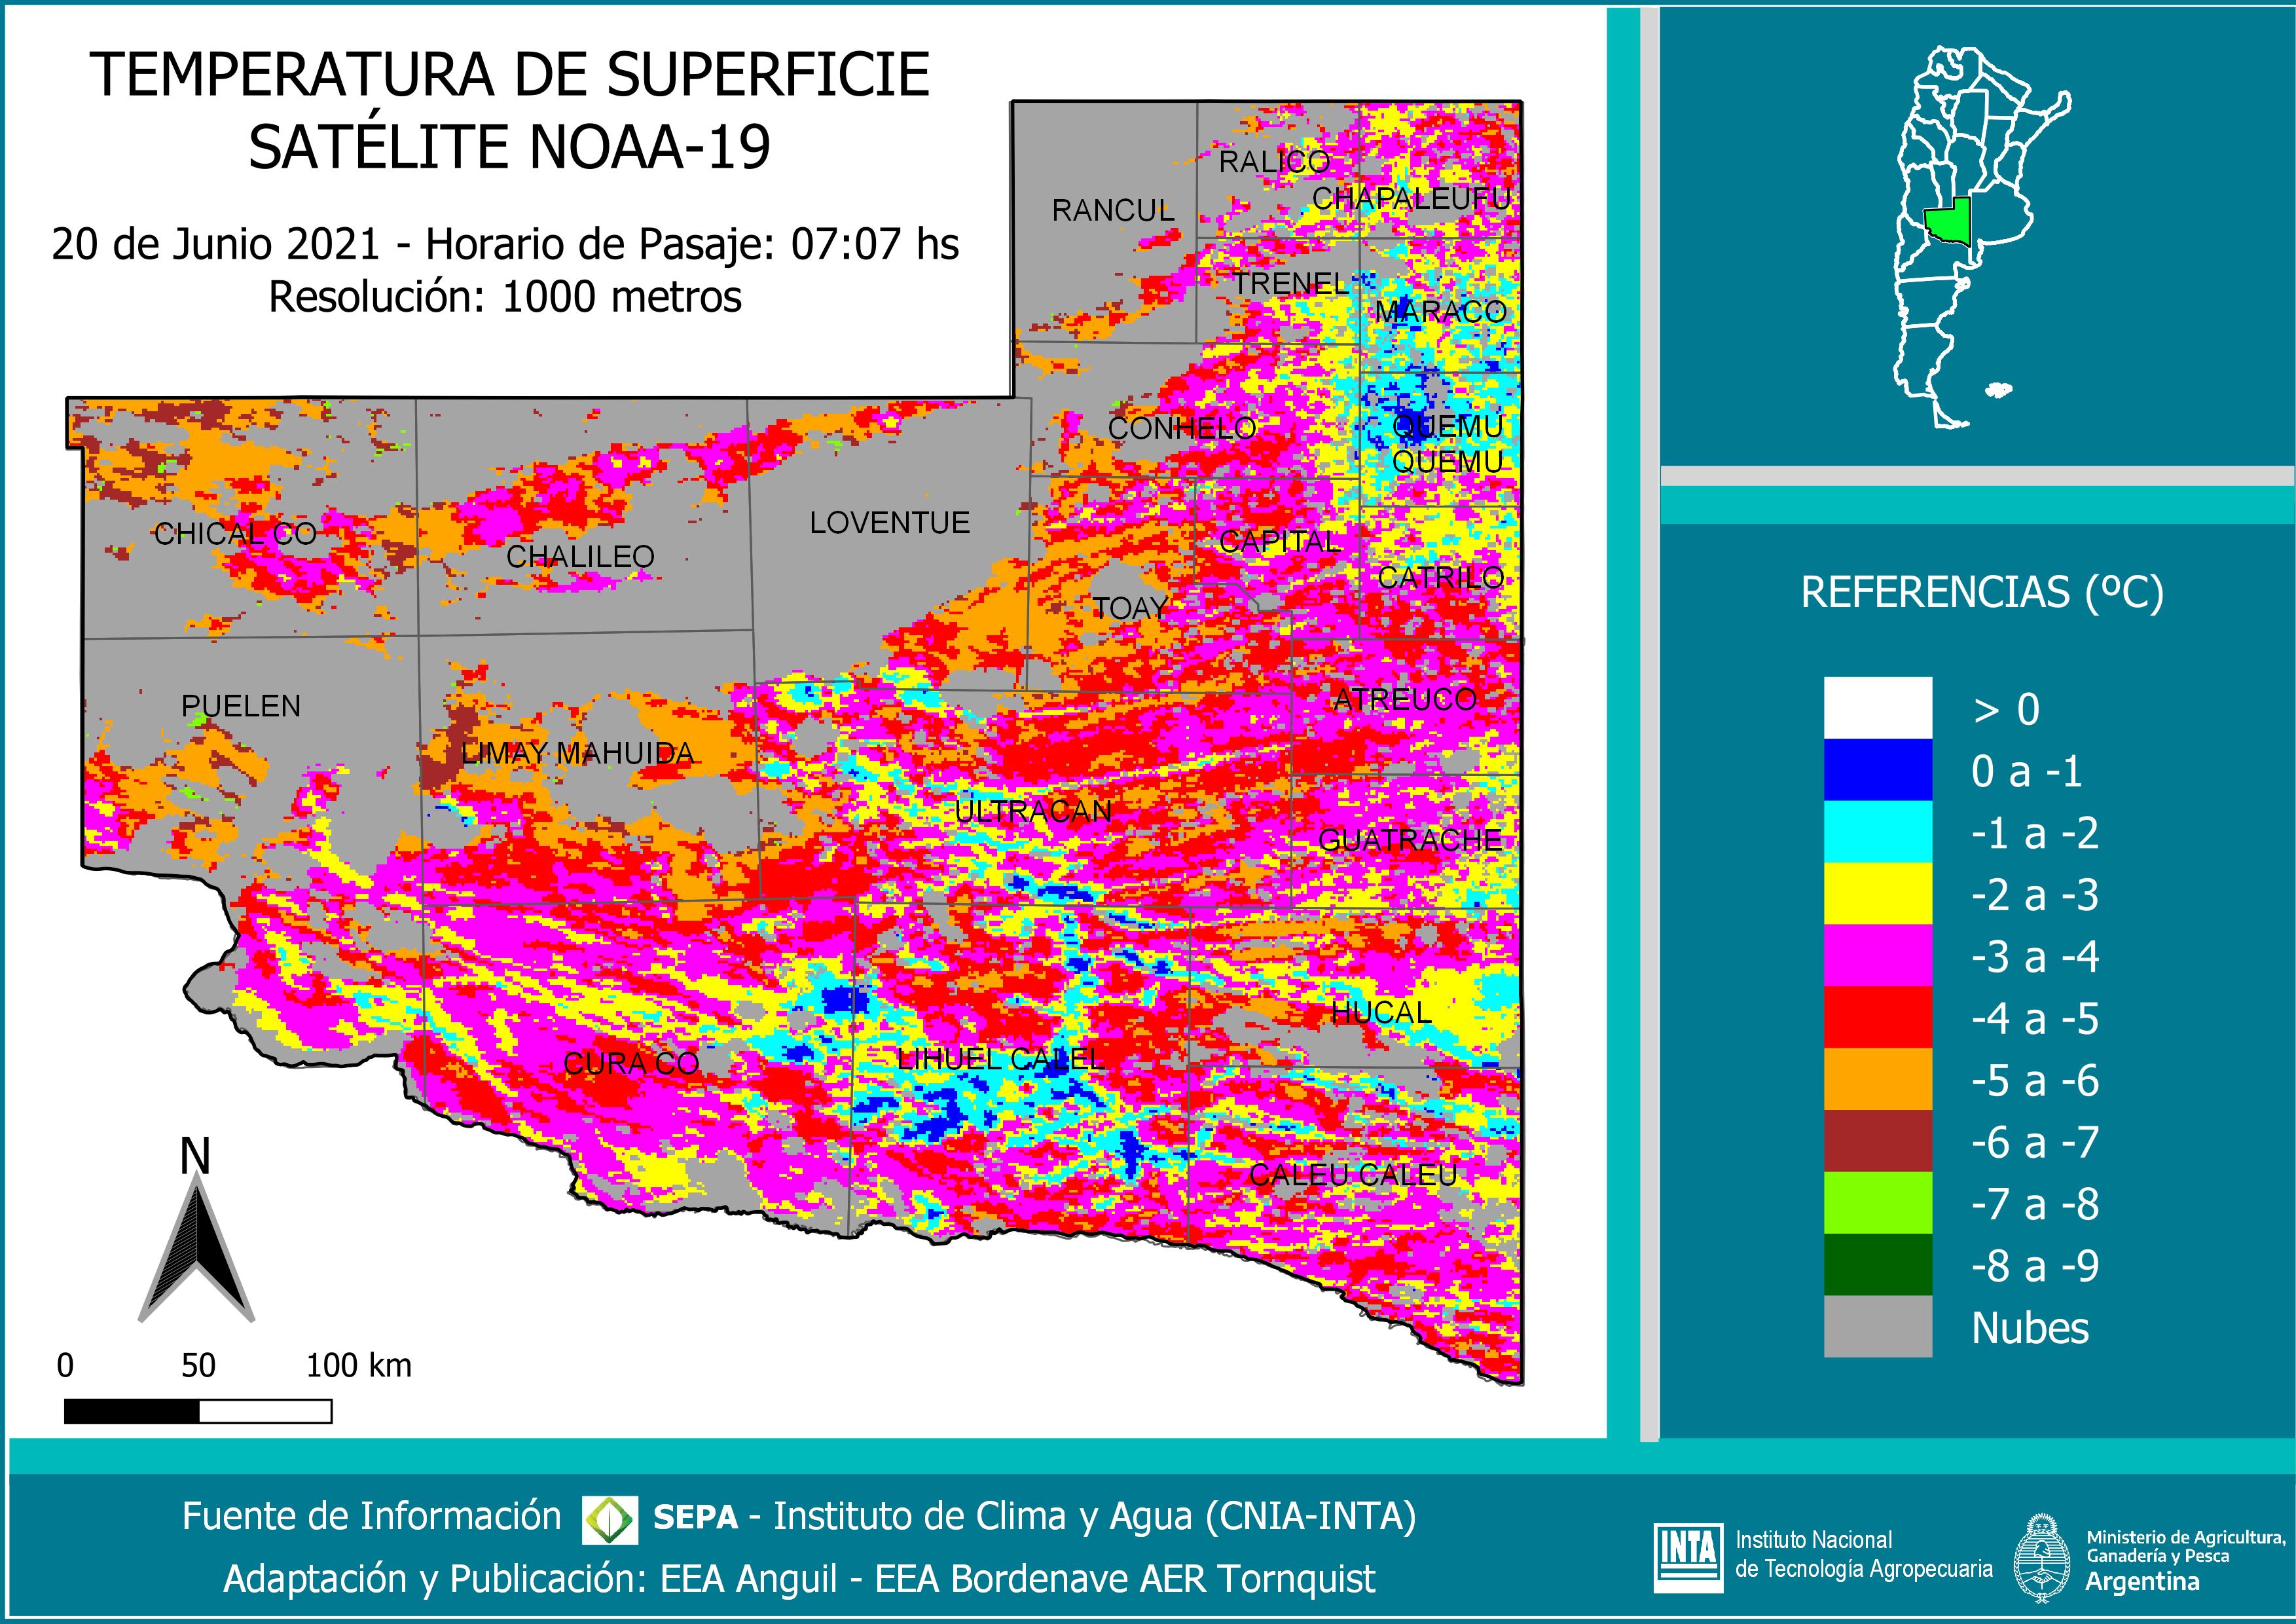 TEMPERATURA DE SUPERFICIE
SATÉLITE NOAA-19
20 de Junio 2021 - Horario de Pasaje: 07:07 hs
Resolución: 1000 metros
RALICO
CHAPALEUFU
RANCUL
TRENEL
MARACO
CONHELO
QUEMU
QUEMU
LOVENTUE
CHICAL CO
CHALILEO
CAPITAL
CATRILO
TOAY
PUELEN
ATREUCO
LIMAY MAHUIDA
ULTRACAN
GUATRACHE
HUCAL
CURA CO
LIHUEL CALEL
CALEU CALEU
N
0 50 100 km
REFERENCIAS (ºC)
> 0
0 a -1
-1 a -2
-2 a -3
-3 a -4
-4 a -5
-5 a -6
-6 a -7
-7 a -8
-8 a -9
Nubes
Fuente de Información SEPA - Instituto de Clima y Agua (CNIA-INTA)
Adaptación y Publicación: EEA Anguil - EEA Bordenave AER Tornquist
INTA
Instituto Nacional
de Tecnología Agropecuaria
Ministerio de Agricultura,
Ganadería y Pesca
Argentina